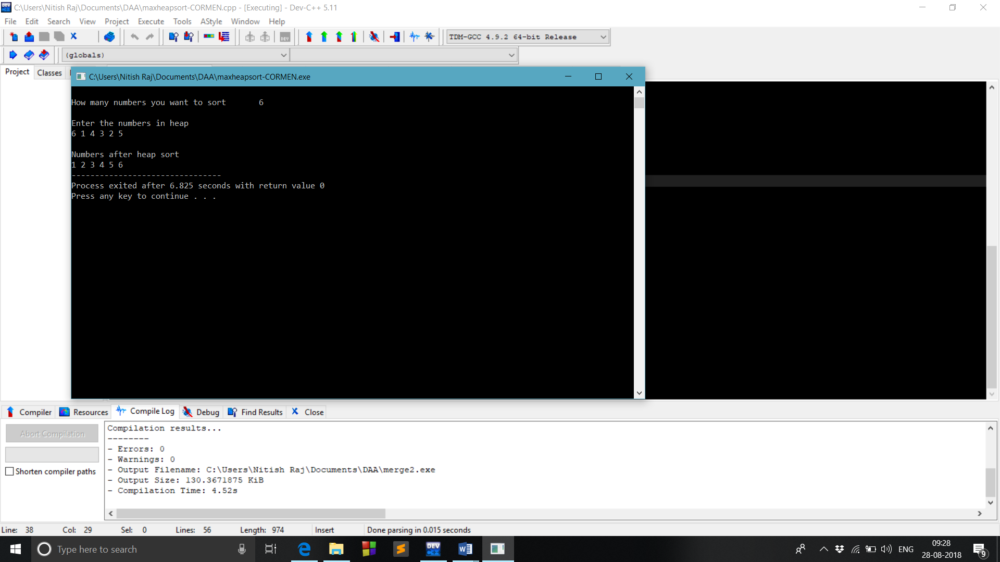 C:\Users\Nitish Raj\Documents\DAA\maxheapsort-CORMEN.cpp - [Executing] - Dev-C++ 5.11
File Edit Search View Project Execute Tools AStyle Window Help
TDM-GCC 4.9.2 64-bit Release
(globals)
Project Classes
C:\Users\Nitish Raj\Documents\DAA\maxheapsort-CORMEN.exe
How many numbers you want to sort 6
Enter the numbers in heap
6 1 4 3 2 5
Numbers after heap sort
1 2 3 4 5 6
--------------------------------
Process exited after 6.825 seconds with return value 0
Press any key to continue . . .
Compiler Resources Compile Log Debug Find Results Close
Abort Compilation
Shorten compiler paths
Compilation results...
--------
- Errors: 0
- Warnings: 0
- Output Filename: C:\Users\Nitish Raj\Documents\DAA\merge2.exe
- Output Size: 130.3671875 KiB
- Compilation Time: 4.52s
Line: 38 Col: 29 Sel: 0 Lines: 56 Length: 974 Insert Done parsing in 0.015 seconds
Type here to search
DEV C++
ENG
09:28
28-08-2018
9